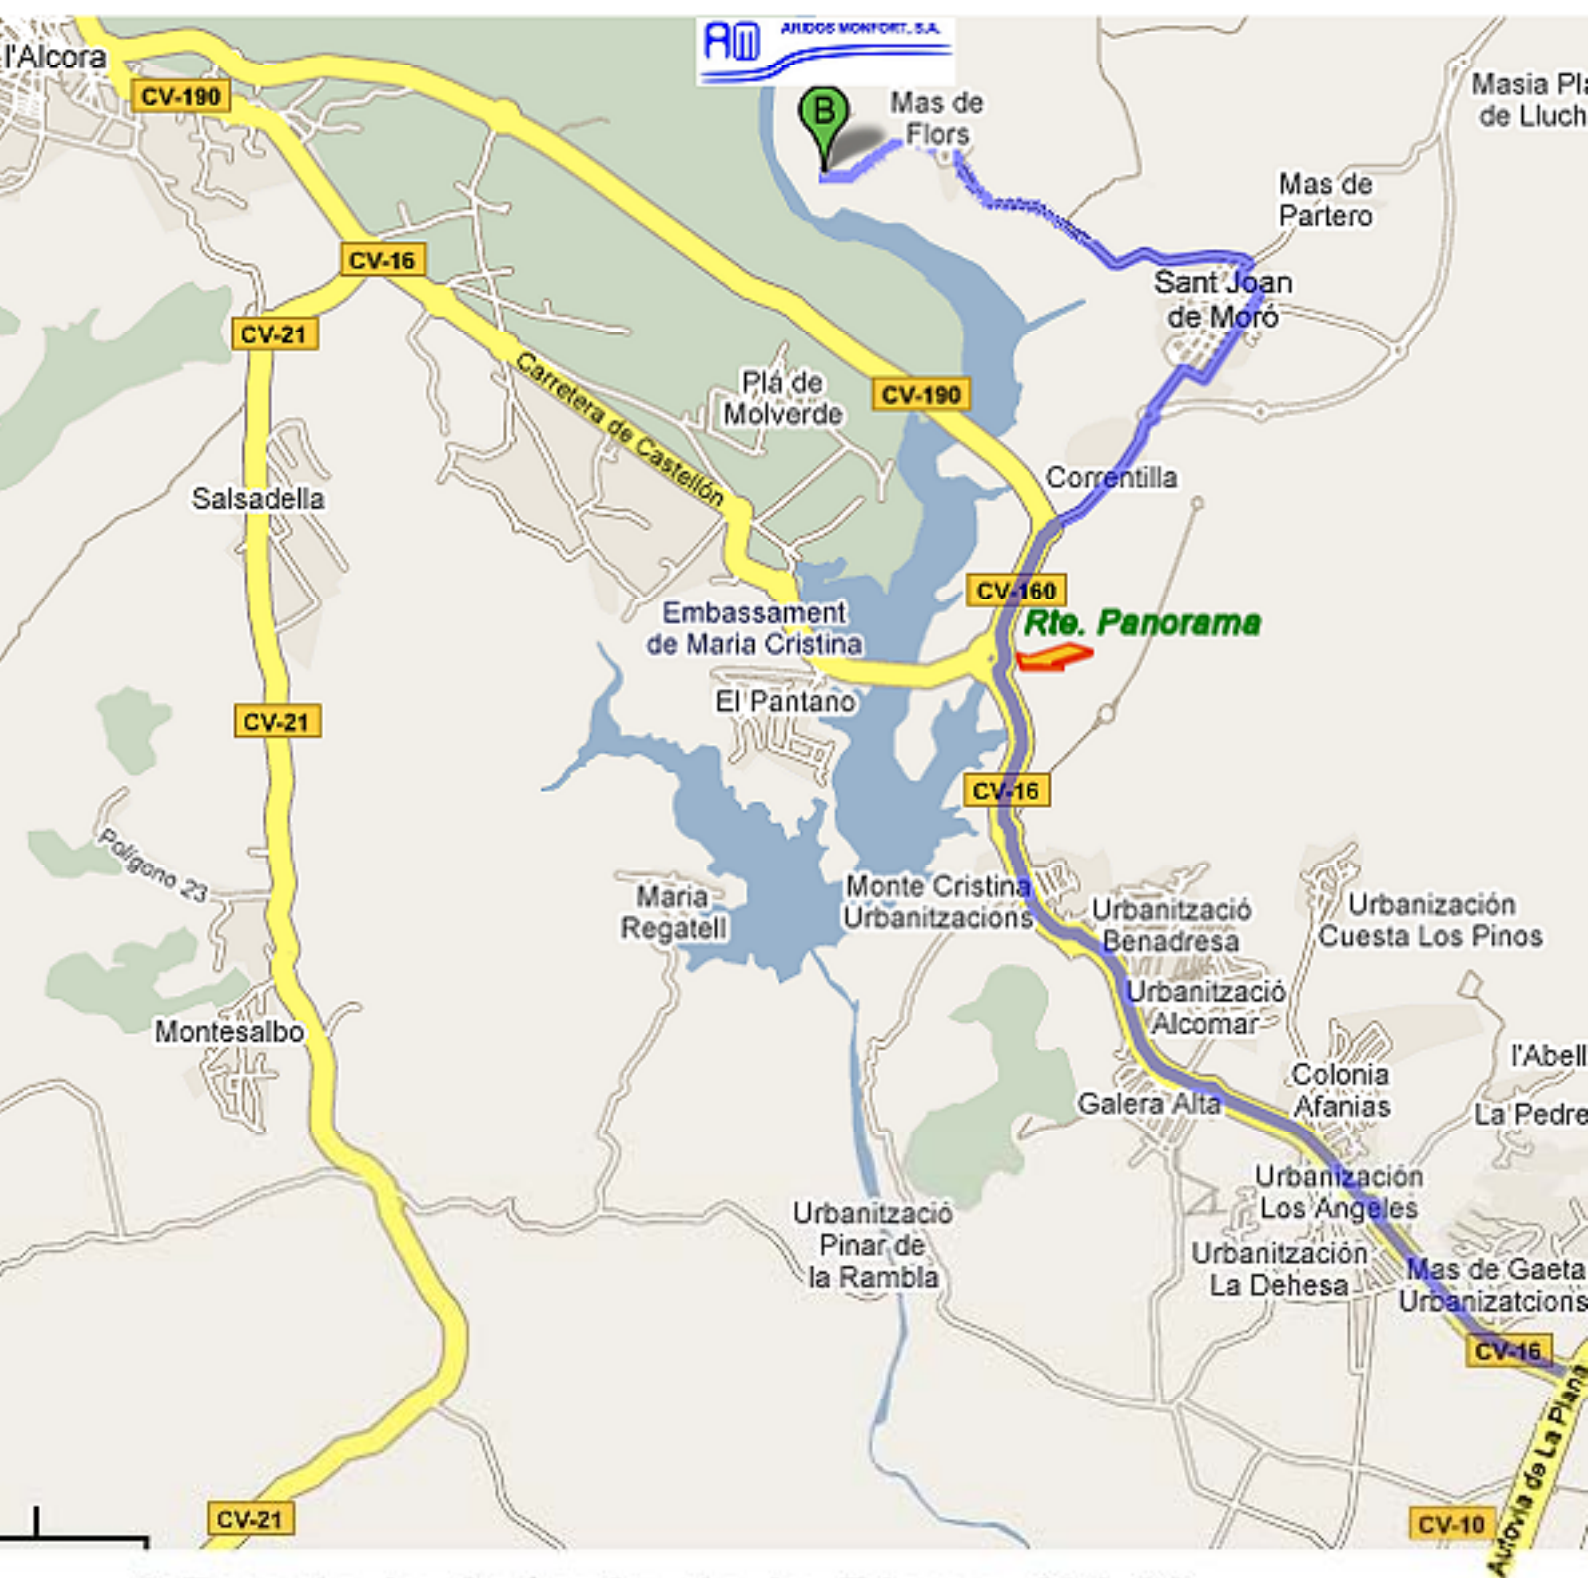 ARIDOS MONFORT, S.A.
AM
l'Alcora
CV-190
B
Mas de
Flors
Masia Pla
de Lluch
Mas de
Partero
CV-16
Sant Joan
de Moró
CV-21
Carretera de Castellón
Plá de
Molverde
CV-190
Correntilla
Salsadella
CV-160
Rte. Panorama
Embassament
de Maria Cristina
El Pantano
CV-21
CV-16
Polígono 23
Maria
Regatell
Monte Cristina
Urbanitzacions
Urbanització
Benadresa
Urbanización
Cuesta Los Pinos
Urbanització
Alcomar
Montesalbo
l'Abell
Colonia
Afanias
Galera Alta
La Pedre
Urbanización
Los Angeles
Urbanització
Pinar de
la Rambla
Urbanitzación
La Dehesa
Mas de Gaeta
Urbanizatcions
CV-16
Autovía de La Plana
CV-21
CV-10